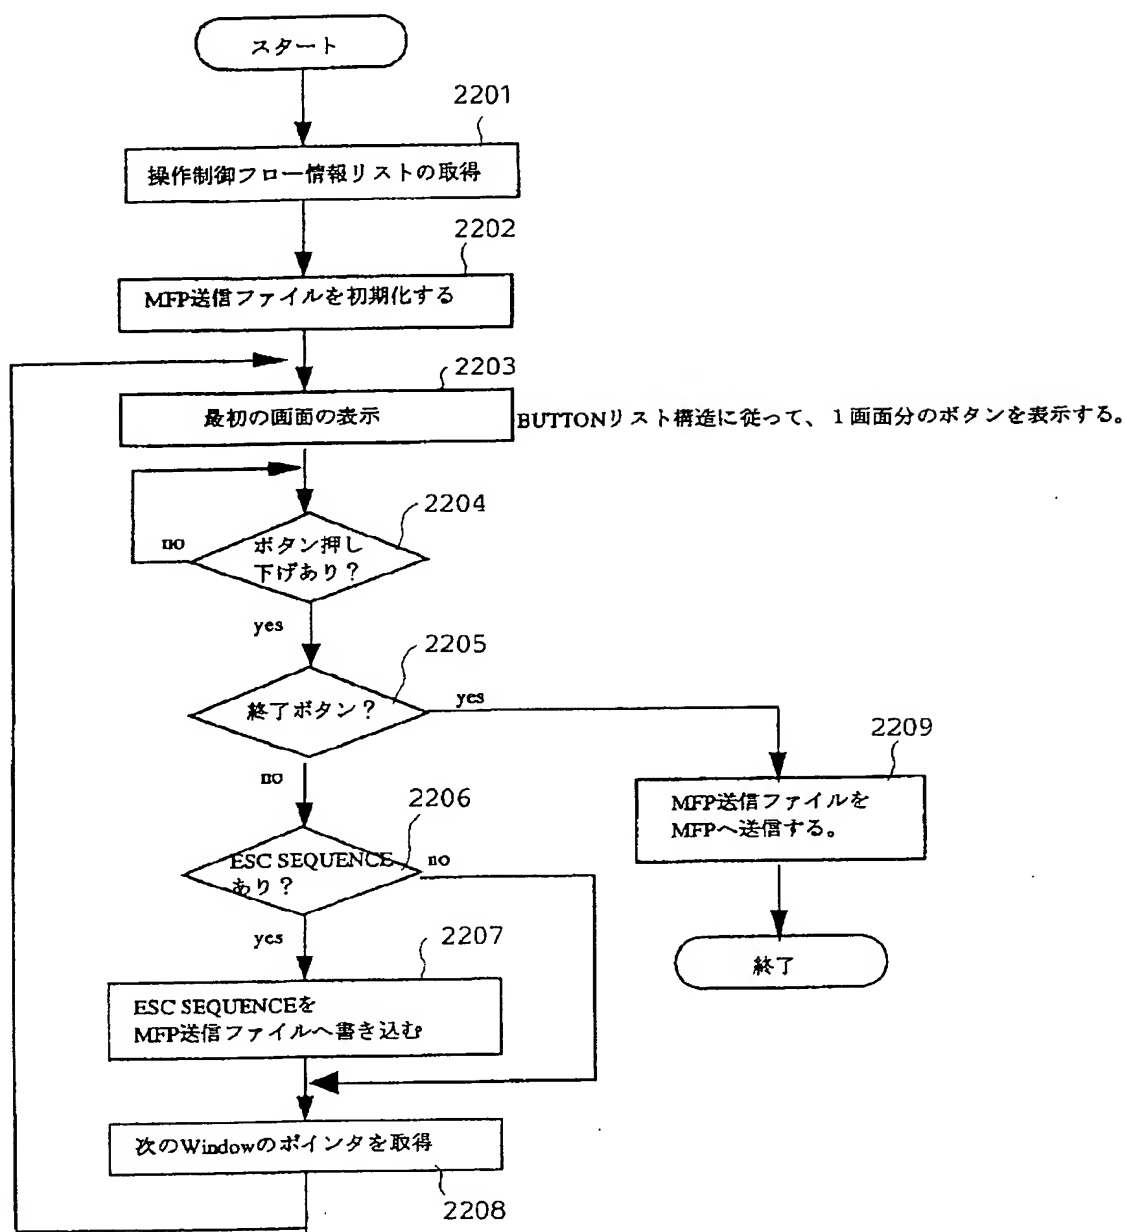 スタート
2201
操作制御フロー情報リストの取得
2202
MFP送信ファイルを初期化する
2203
最初の画面の表示
BUTTONリスト構造に従って、1画面分のボタンを表示する。
2204
no
ボタン押し
下げあり?
yes
2205
終了ボタン?
yes
no
2209
MFP送信ファイルを
MFPへ送信する。
2206
ESC SEQUENCE
あり?
no
yes
終了
2207
ESC SEQUENCEを
MFP送信ファイルへ書き込む
次のWindowのポインタを取得
2208